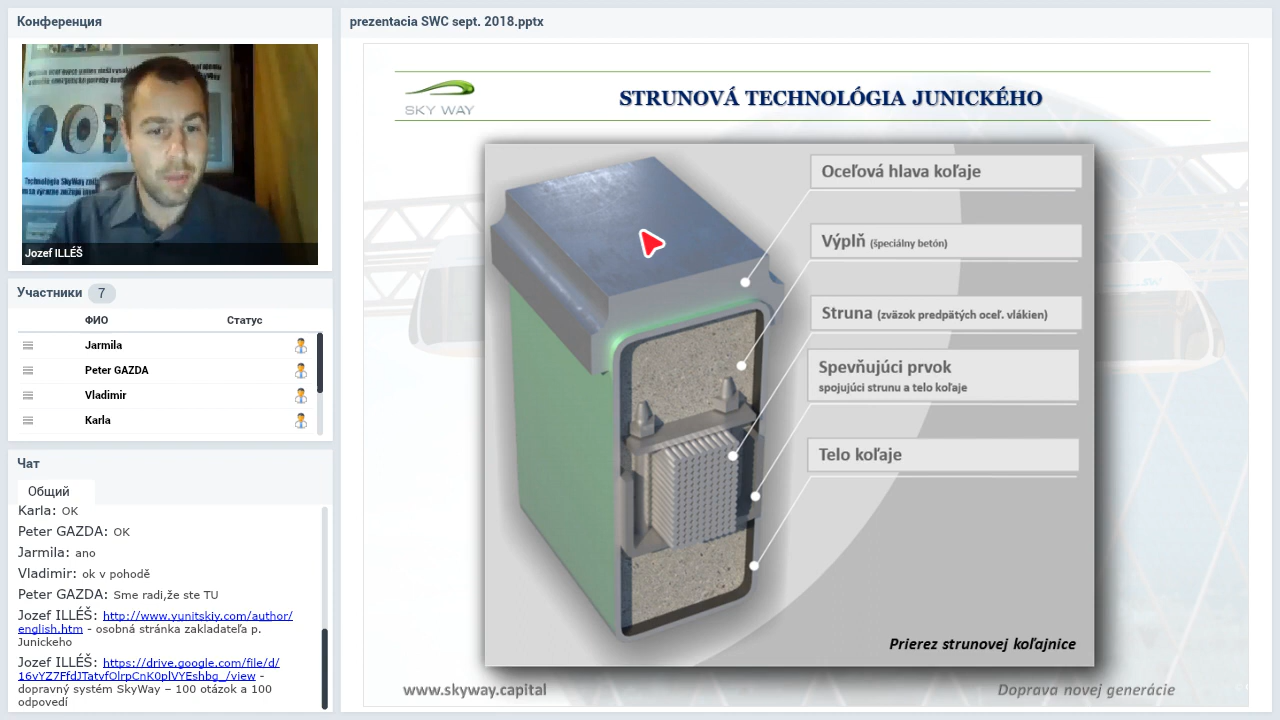 Конференция
Jozef ILLÉŠ
Участники 7
ФИО Статус
Jarmila
Peter GAZDA
Vladimir
Karla
Чат
Общий
Karla: OK
Peter GAZDA: OK
Jarmila: ano
Vladimir: ok v pohodě
Peter GAZDA: Sme radi,že ste TU
Jozef ILLÉŠ: http://www.yunitskiy.com/author/
english.htm - osobná stránka zakladateľa p.
Junickeho
Jozef ILLÉŠ: https://drive.google.com/file/d/
16vYZ7FfdJTatvfOlrpCnK0plVYEshbg_/view -
dopravný systém SkyWay – 100 otázok a 100
odpovedí
prezentacia SWC sept. 2018.pptx
SKY WAY
STRUNOVÁ TECHNOLÓGIA JUNICKÉHO
Oceľová hlava koľaje
Výplň (špeciálny betón)
Struna (zväzok predpätých oceľ. vlákien)
Spevňujúci prvok
spojujúci strunu a telo koľaje
Telo koľaje
Prierez strunovej koľajnice
www.skyway.capital
Doprava novej generácie